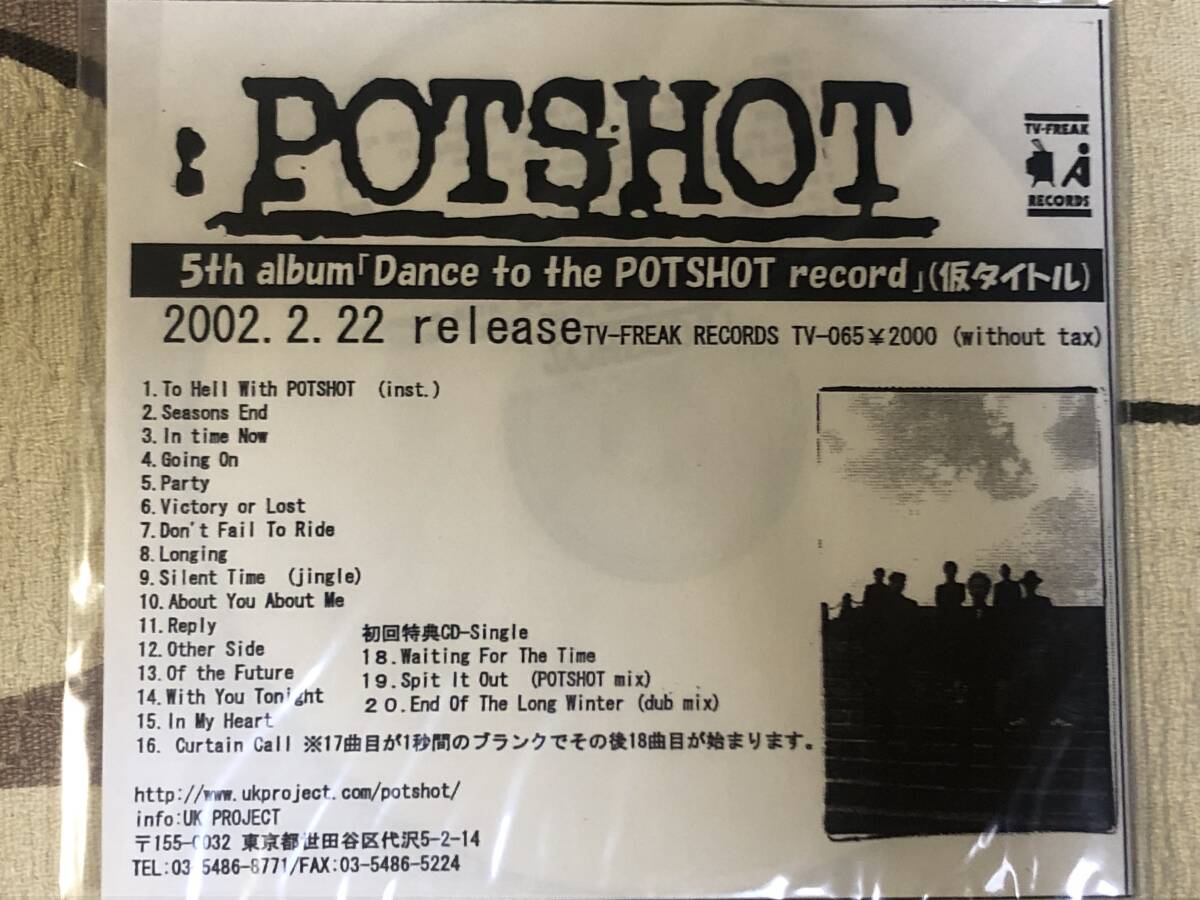 :POTSHOT
TV-FREAK
RECORDS
5th album「Dance to the POTSHOT record」(仮タイトル)
2002.2.22 release TV-FREAK RECORDS TV-065¥2000 (without tax)
1.To Hell With POTSHOT (inst.)
2.Seasons End
3.In time Now
4.Going On
5.Party
6.Victory or Lost
7.Don't Fail To Ride
8.Longing
9.Silent Time (jingle)
10.About You About Me
11.Reply
12.Other Side
13.Of the Future
14.With You Tonight
15.In My Heart
16. Curtain Call ※17曲目が1秒間のブランクでその後18曲目が始まります。
初回特典CD-Single
18.Waiting For The Time
19.Spit It Out (POTSHOT mix)
20.End Of The Long Winter (dub mix)
http://www.ukproject.com/potshot/
info:UK PROJECT
〒155-0032 東京都世田谷区代沢5-2-14
TEL:03-5486-8771/FAX:03-5486-5224